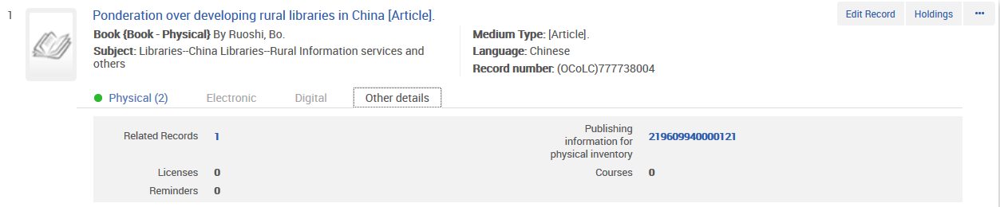 1
Ponderation over developing rural libraries in China [Article].
Edit Record
Holdings
•••
Book {Book - Physical} By Ruoshi, Bo.
Subject: Libraries--China Libraries--Rural Information services and
others
Medium Type: [Article].
Language: Chinese
Record number: (OCoLC)777738004
Physical (2)
Electronic
Digital
Other details
Related Records 1
Publishing
information for
physical inventory
219609940000121
Licenses 0
Courses 0
Reminders 0